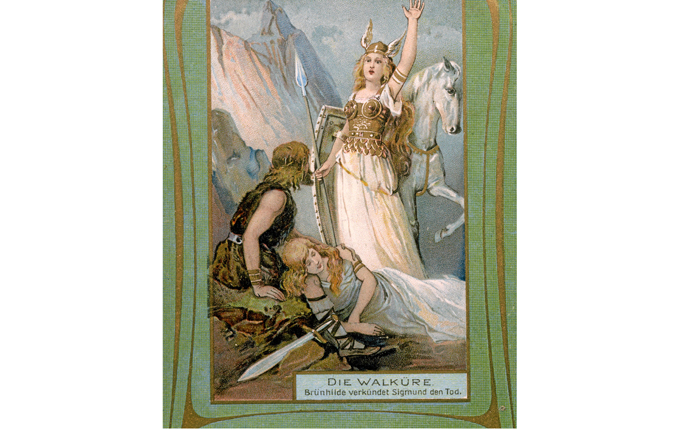 DIE WALKÜRE.
Brünhilde verkündet Sigmund den Tod.